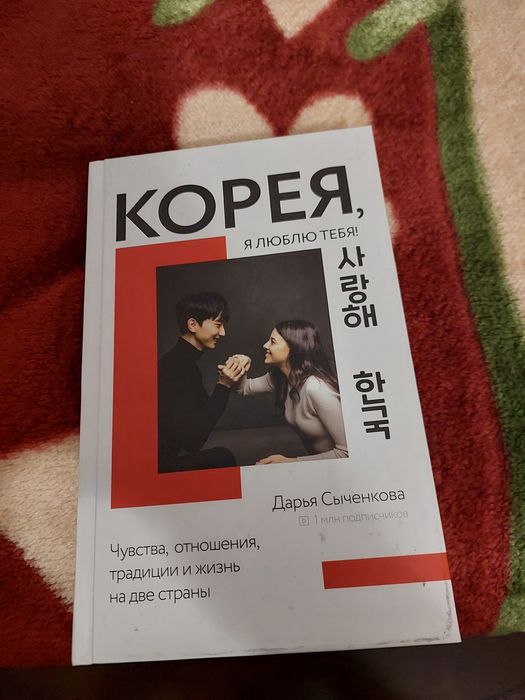 КОРЕЯ,
Я ЛЮБЛЮ ТЕБЯ!
사랑해 한국
Дарья Сыченкова
1 млн подписчиков
Чувства, отношения,
традиции и жизнь
на две страны